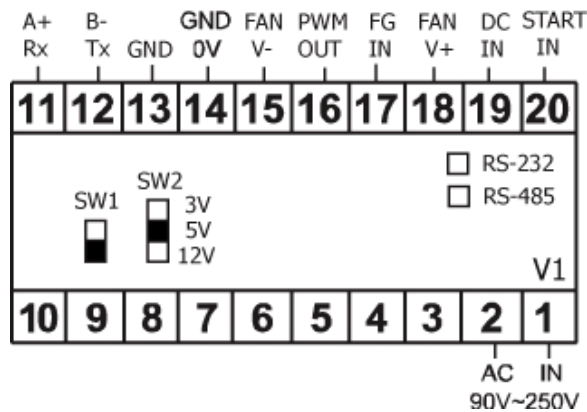 A+ B- GND FAN PWM FG FAN DC START
Rx Tx GND 0V V- OUT IN V+ IN IN
11 12 13 14 15 16 17 18 19 20
RS-232
SW2
SW1 3V RS-485
5V
12V
V1
10 9 8 7 6 5 4 3 2 1
AC IN
90V~250V